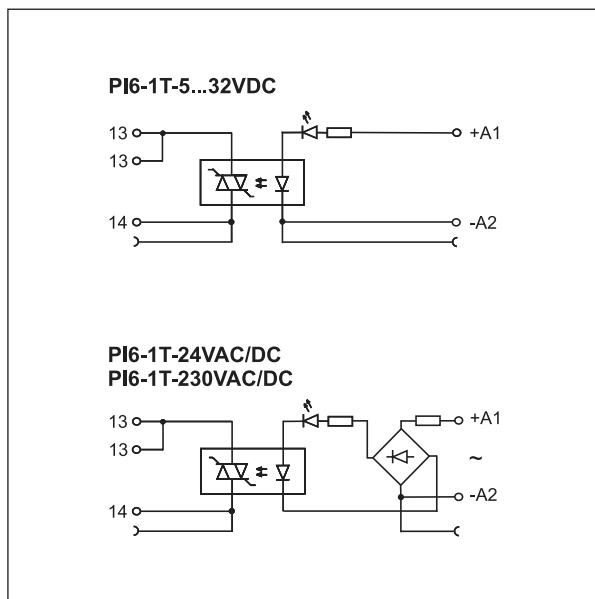 PI6-1T-5...32VDC
13
+A1
13
14
-A2
PI6-1T-24VAC/DC
PI6-1T-230VAC/DC
13
+A1
13
~
14
-A2